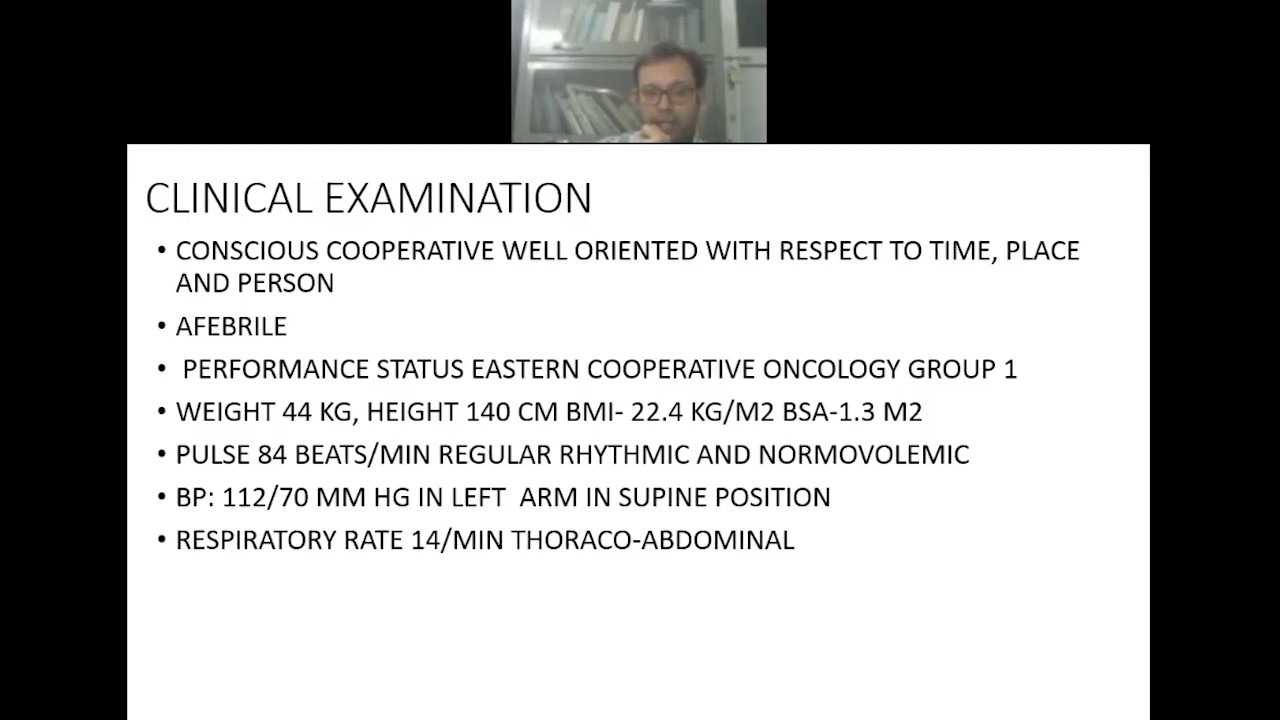 CLINICAL EXAMINATION
• CONSCIOUS COOPERATIVE WELL ORIENTED WITH RESPECT TO TIME, PLACE
AND PERSON
• AFEBRILE
• PERFORMANCE STATUS EASTERN COOPERATIVE ONCOLOGY GROUP 1
• WEIGHT 44 KG, HEIGHT 140 CM BMI- 22.4 KG/M2 BSA-1.3 M2
• PULSE 84 BEATS/MIN REGULAR RHYTHMIC AND NORMOVOLEMIC
• BP: 112/70 MM HG IN LEFT  ARM IN SUPINE POSITION
• RESPIRATORY RATE 14/MIN THORACO-ABDOMINAL